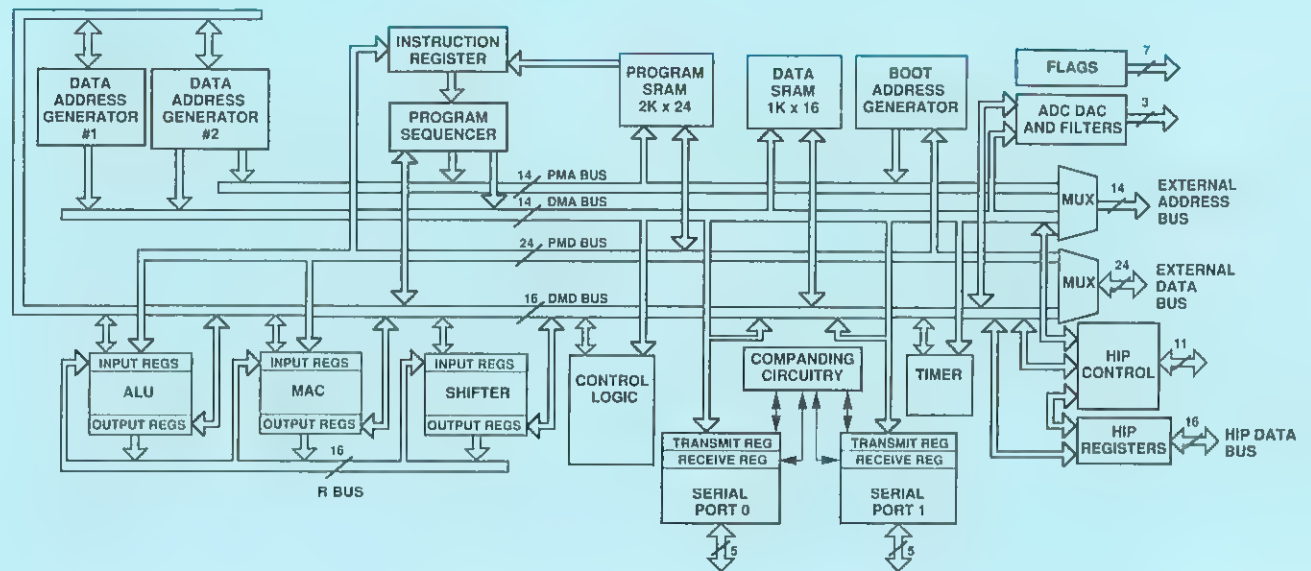 INSTRUCTION
REGISTER
PROGRAM
SEQUENCER
DATA
ADDRESS
GENERATOR
#1
DATA
ADDRESS
GENERATOR
#2
PROGRAM
SRAM
2K x 24
DATA
SRAM
1K x 16
BOOT
ADDRESS
GENERATOR
FLAGS
7
ADC DAC
AND FILTERS
3
14 PMA BUS
14 DMA BUS
24 PMD BUS
16 DMD BUS
MUX
14
EXTERNAL
ADDRESS
BUS
MUX
24
EXTERNAL
DATA
BUS
INPUT REGS
ALU
OUTPUT REGS
INPUT REGS
MAC
OUTPUT REGS
INPUT REGS
SHIFTER
OUTPUT REGS
16
R BUS
CONTROL
LOGIC
COMPANDING
CIRCUITRY
TIMER
HIP
CONTROL
11
HIP
REGISTERS
16
HIP DATA
BUS
TRANSMIT REG
RECEIVE REG
SERIAL
PORT 0
5
TRANSMIT REG
RECEIVE REG
SERIAL
PORT 1
5